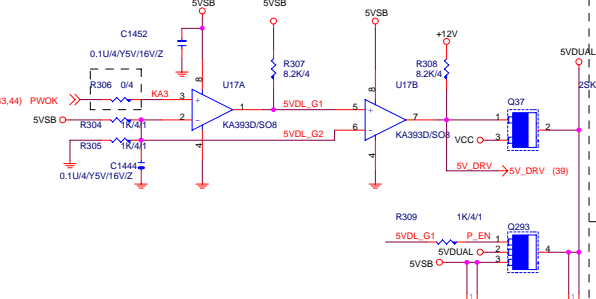 5VSB
5VSB
5VSB
C1452
+12V
0.1U/4/Y5V/16V/Z
R307
8.2K/4
R308
8.2K/4
5VDUAL
8
8
R306 0/4
U17A
U17B
2SK
3,44) PWOK
KA3
3
+
1
5VDL_G1
5
+
7
Q37
1
2
5VSB
R304
1K/4/1
2
−
KA393D/SO8
5VDL_G2
6
−
KA393D/SO8
VCC
3
R305
1K/4/1
4
4
C1444
0.1U/4/Y5V/16V/Z
5V_DRV
5V_DRV (39)
R309
1K/4/1
Q293
5VDL_G1
P_EN
1
5VDUAL
2
4
5VSB
3